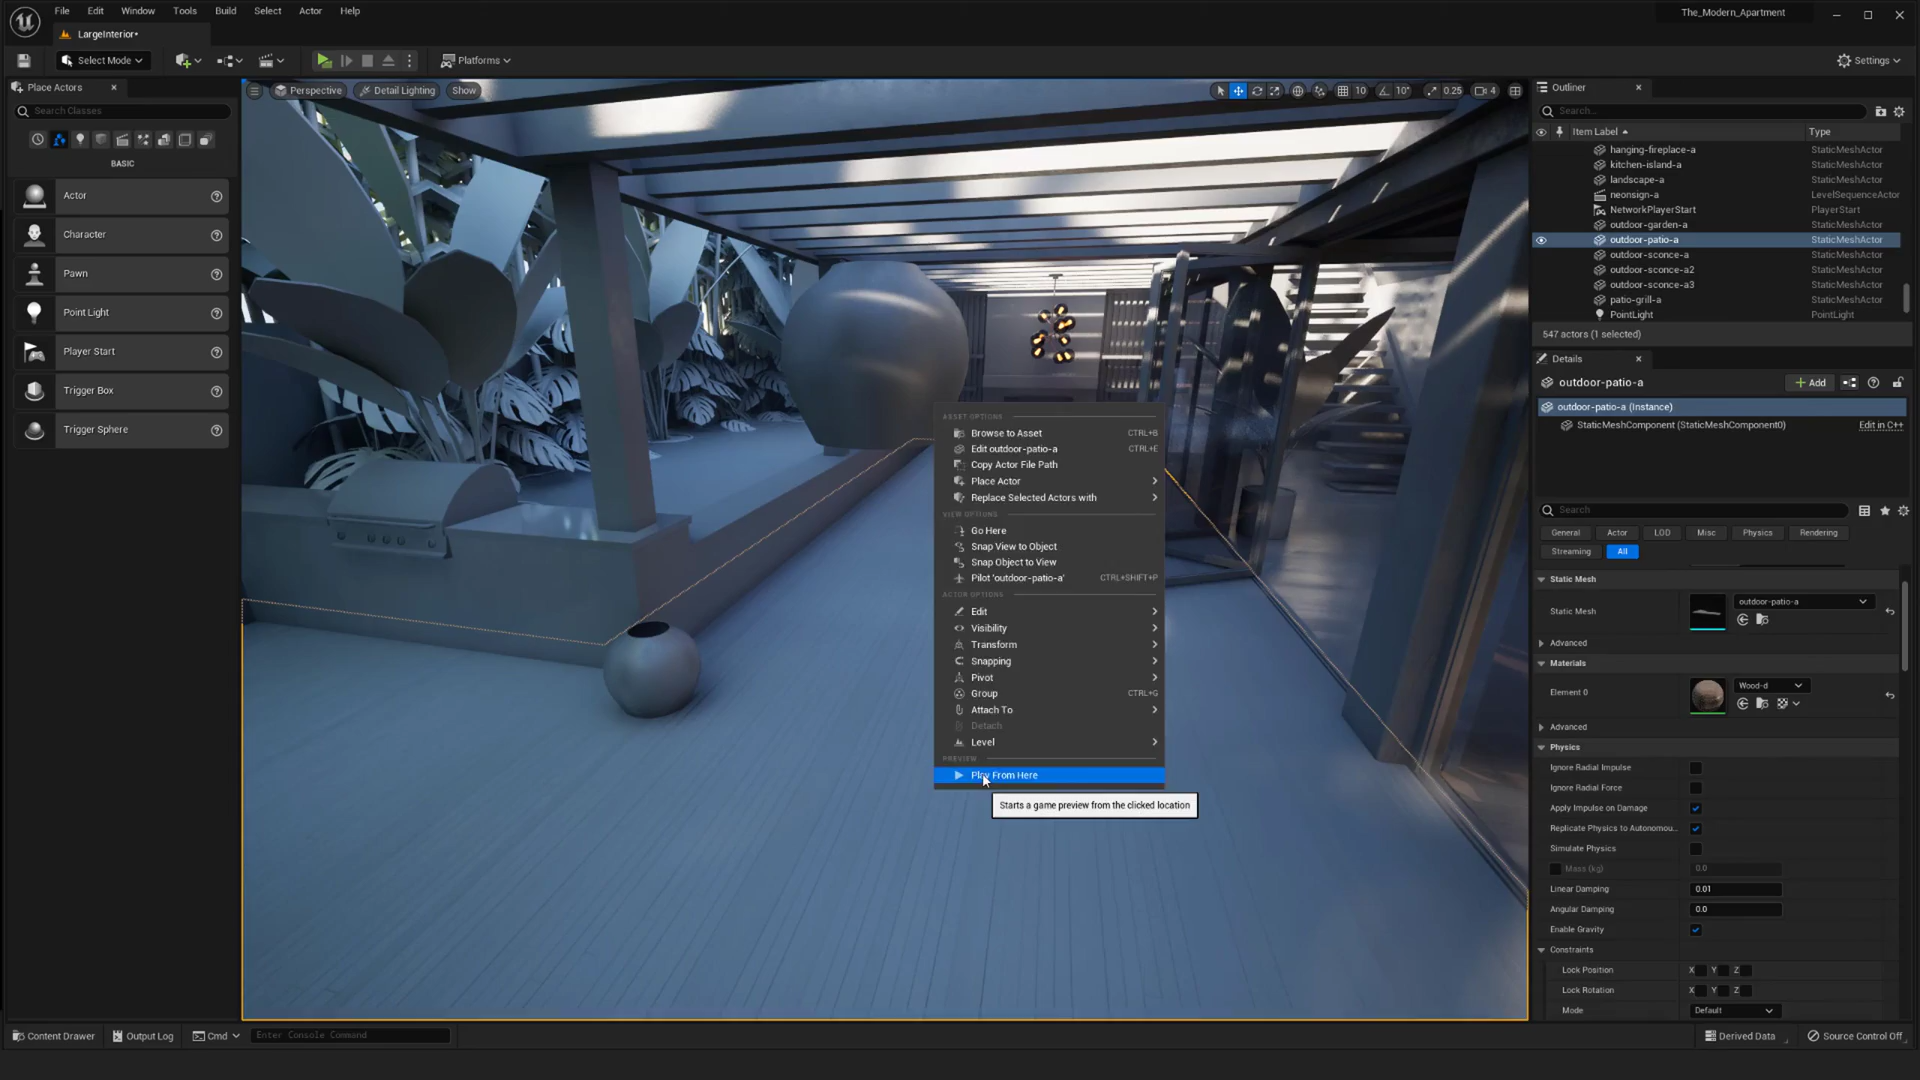 File Edit Window Tools Build Select Actor Help
The_Modern_Apartment
LargeInterior•
Select Mode
Platforms
Settings
Place Actors
Search Classes
BASIC
Actor
Character
Pawn
Point Light
Player Start
Trigger Box
Trigger Sphere
Perspective Detail Lighting Show
10 10° 0.25 4
ASSET OPTIONS
Browse to Asset CTRL+B
Edit outdoor-patio-a CTRL+E
Copy Actor File Path
Place Actor
Replace Selected Actors with
VIEW OPTIONS
Go Here
Snap View to Object
Snap Object to View
Pilot 'outdoor-patio-a' CTRL+SHIFT+P
ACTOR OPTIONS
Edit
Visibility
Transform
Snapping
Pivot
Group CTRL+G
Attach To
Detach
Level
PREVIEW
Play From Here
Starts a game preview from the clicked location
Outliner
Search...
Item Label Type
hanging-fireplace-a StaticMeshActor
kitchen-island-a StaticMeshActor
landscape-a StaticMeshActor
neonsign-a LevelSequenceActor
NetworkPlayerStart PlayerStart
outdoor-garden-a StaticMeshActor
outdoor-patio-a StaticMeshActor
outdoor-sconce-a StaticMeshActor
outdoor-sconce-a2 StaticMeshActor
outdoor-sconce-a3 StaticMeshActor
patio-grill-a StaticMeshActor
PointLight PointLight
547 actors (1 selected)
Details
outdoor-patio-a
Add
outdoor-patio-a (Instance)
StaticMeshComponent (StaticMeshComponent0) Edit in C++
Search
General Actor LOD Misc Physics Rendering
Streaming All
Static Mesh
Static Mesh outdoor-patio-a
Advanced
Materials
Element 0 Wood-d
Advanced
Physics
Ignore Radial Impulse
Ignore Radial Force
Apply Impulse on Damage
Replicate Physics to Autonomou...
Simulate Physics
Mass (kg) 0.0
Linear Damping 0.01
Angular Damping 0.0
Enable Gravity
Constraints
Lock Position X Y Z
Lock Rotation X Y Z
Mode Default
Content Drawer Output Log Cmd Enter Console Command
Derived Data Source Control Off